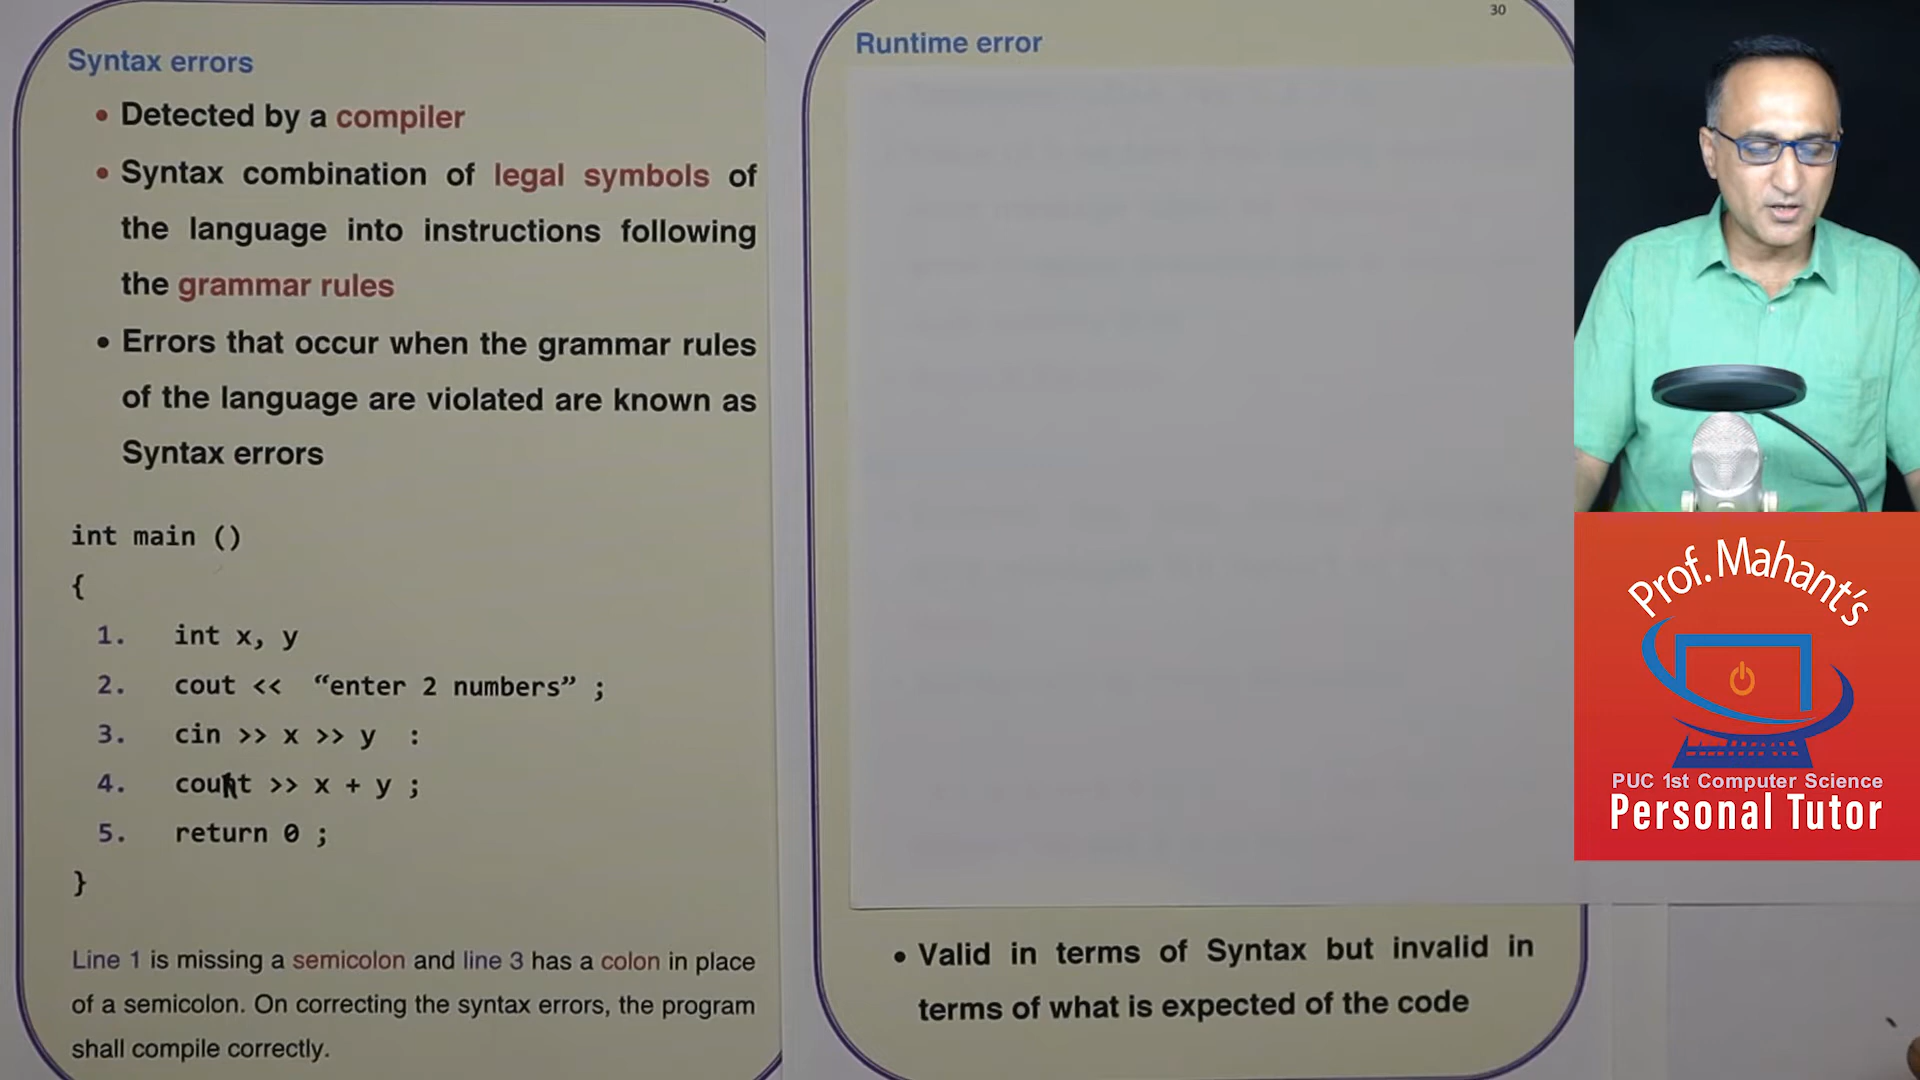 Syntax errors
• Detected by a compiler
• Syntax combination of legal symbols of
the language into instructions following
the grammar rules
• Errors that occur when the grammar rules
of the language are violated are known as
Syntax errors
int main ()
{
1. int x, y
2. cout << “enter 2 numbers” ;
3. cin >> x >> y :
4. count >> x + y ;
5. return 0 ;
}
Line 1 is missing a semicolon and line 3 has a colon in place
of a semicolon. On correcting the syntax errors, the program
shall compile correctly.
30
Runtime error
• Valid in terms of Syntax but invalid in
terms of what is expected of the code
Prof. Mahant's
PUC 1st Computer Science
Personal Tutor